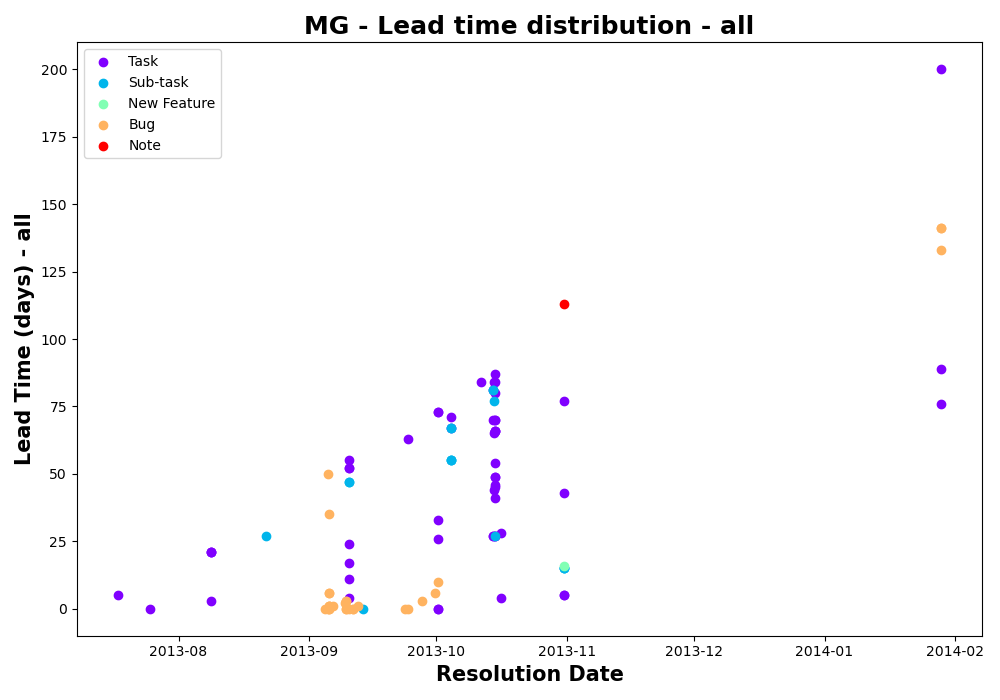 MG - Lead time distribution - all
Task
Sub-task
New Feature
Bug
Note
Lead Time (days) - all
200
175
150
125
100
75
50
25
0
2013-08
2013-09
2013-10
2013-11
2013-12
2014-01
2014-02
Resolution Date